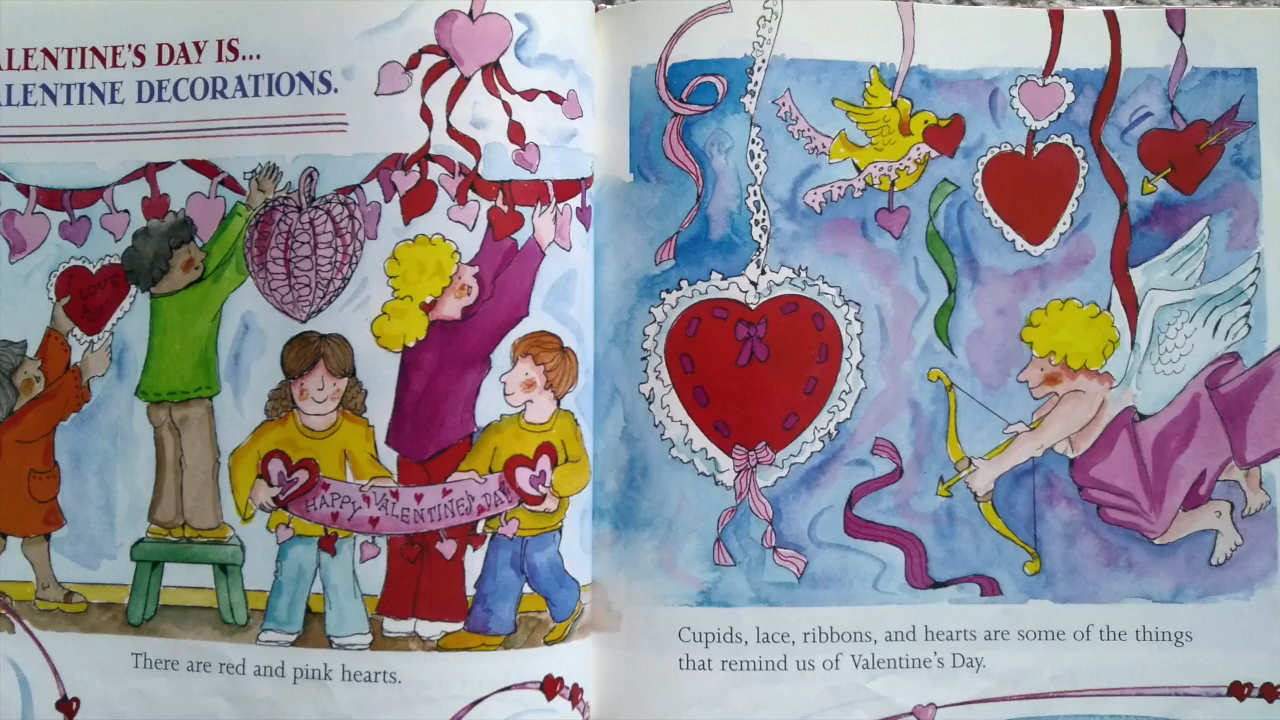 ALENTINE'S DAY IS...
ALENTINE DECORATIONS.
I LOVE
HAPPY VALENTINE'S DAY
There are red and pink hearts.
Cupids, lace, ribbons, and hearts are some of the things
that remind us of Valentine's Day.